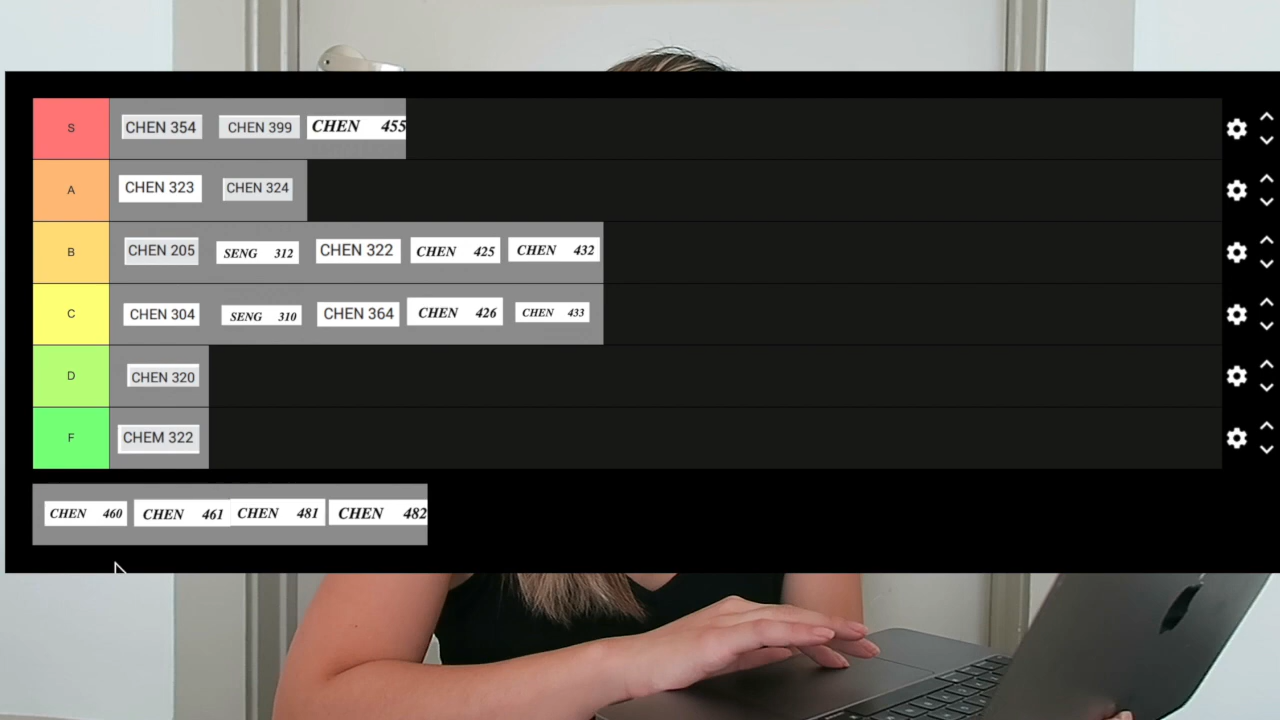 S CHEN 354 CHEN 399 CHEN 455
A CHEN 323 CHEN 324
B CHEN 205 SENG 312 CHEN 322 CHEN 425 CHEN 432
C CHEN 304 SENG 310 CHEN 364 CHEN 426 CHEN 433
D CHEN 320
F CHEM 322
CHEN 460 CHEN 461 CHEN 481 CHEN 482